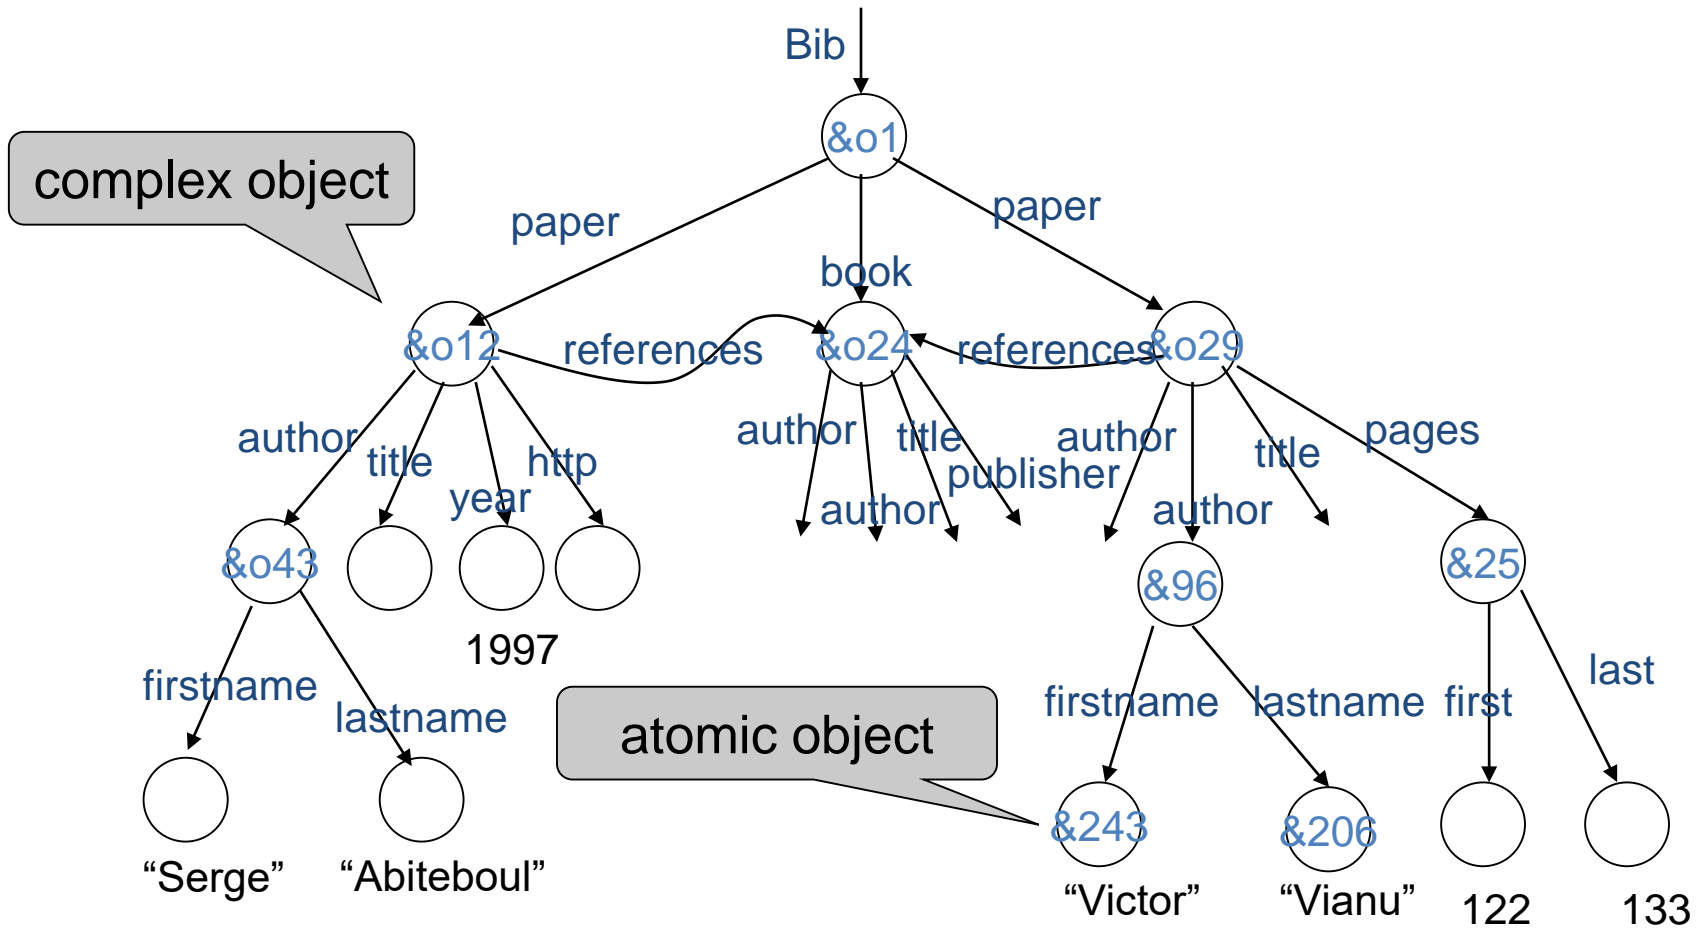 Bib
&o1
complex object
paper
paper
book
&o12
references
&o24
references
&o29
author
title
year
http
author
author
title
publisher
author
author
title
pages
&o43
&96
&25
1997
firstname
lastname
atomic object
firstname
lastname
first
last
&243
&206
“Serge”
“Abiteboul”
“Victor”
“Vianu”
122
133